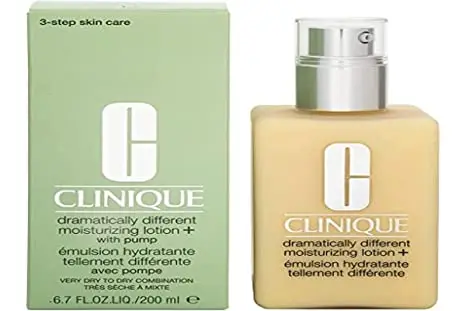 3-step skin care
C
CLINIQUE
dramatically different
moisturizing lotion +
with pump
émulsion hydratante
tellement différente
avec pompe
VERY DRY TO DRY COMBINATION
TRÈS SÈCHE À MIXTE
6.7 FL.OZ.LIQ./200 ml ℮
C
CLINIQUE
dramatically different
moisturizing lotion +
émulsion hydratante
tellement différente